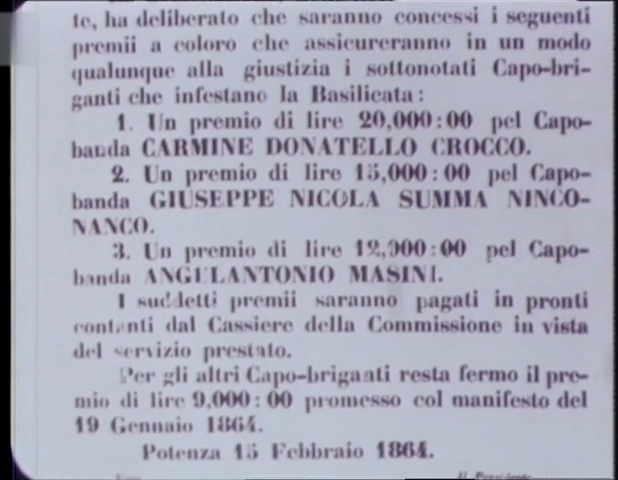 te, ha deliberato che saranno concessi i seguenti
premii a coloro che assicureranno in un modo
qualunque alla giustizia i sottonotati Capo-bri-
ganti che infestano la Basilicata:
1. Un premio di lire 20,000:00 pel Capo-
banda CARMINE DONATELLO CROCCO.
2. Un premio di lire 15,000:00 pel Capo-
banda GIUSEPPE NICOLA SUMMA NINCO-
NANCO.
3. Un premio di lire 12,000:00 pel Capo-
banda ANGELANTONIO MASINI.
I suddetti premii saranno pagati in pronti
contanti dal Cassiere della Commissione in vista
del servizio prestato.
Per gli altri Capo-briganti resta fermo il pre-
mio di lire 9,000:00 promesso col manifesto del
19 Gennaio 1864.
Potenza 15 Febbraio 1864.
Il Presidente